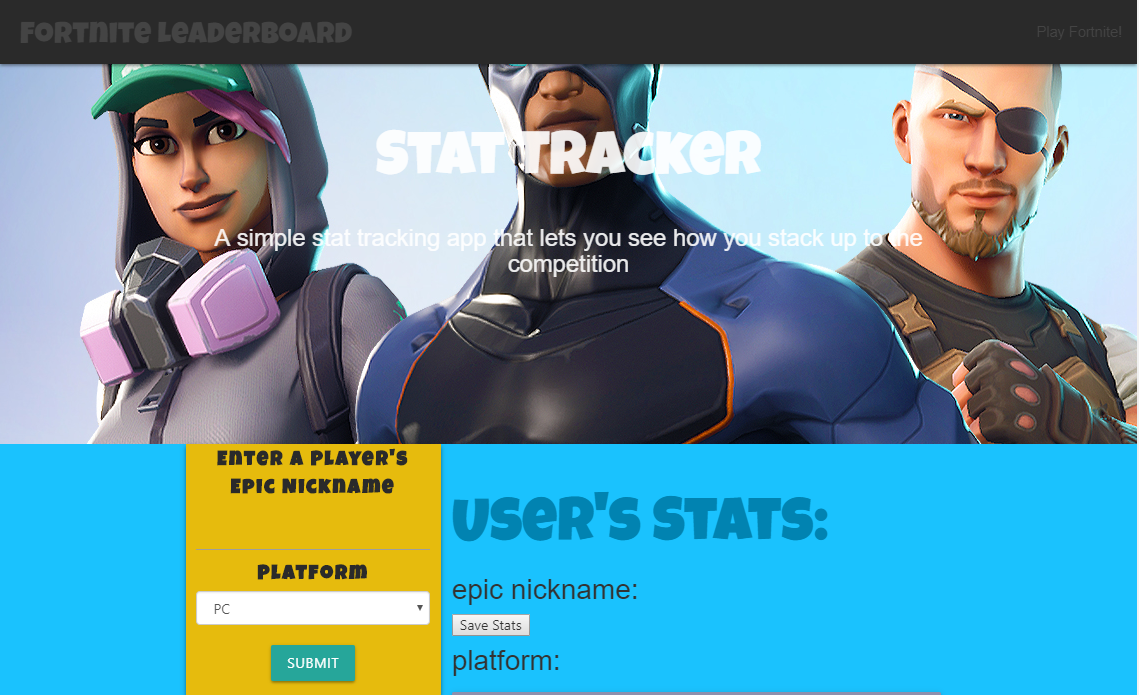 Fortnite Leaderboard
Play Fortnite!
Stat Tracker
A simple stat tracking app that lets you see how you stack up to the
competition
Enter a Player's
Epic Nickname
Platform
PC
SUBMIT
User's Stats:
epic nickname:
Save Stats
platform: